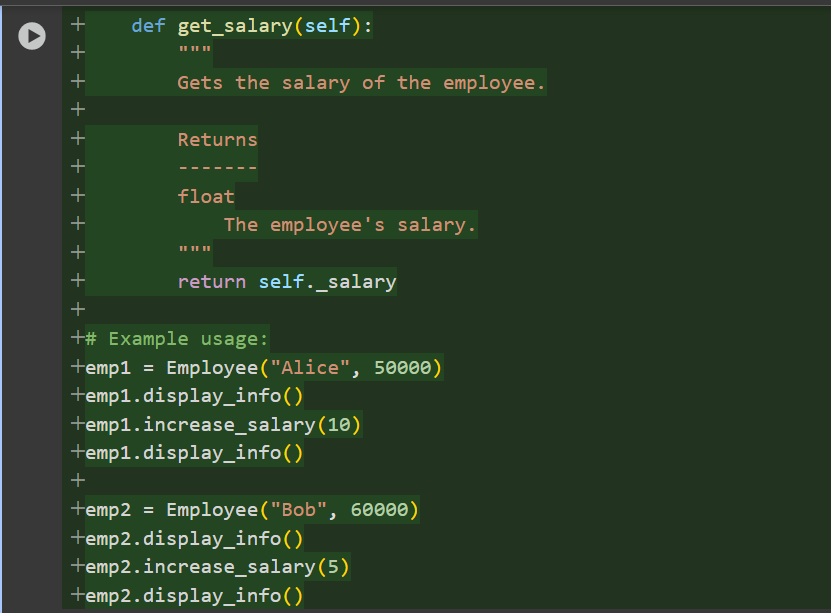 +    def get_salary(self):
+        """
+        Gets the salary of the employee.
+
+        Returns
+        -------
+        float
+            The employee's salary.
+        """
+        return self._salary
+
+# Example usage:
+emp1 = Employee("Alice", 50000)
+emp1.display_info()
+emp1.increase_salary(10)
+emp1.display_info()
+
+emp2 = Employee("Bob", 60000)
+emp2.display_info()
+emp2.increase_salary(5)
+emp2.display_info()